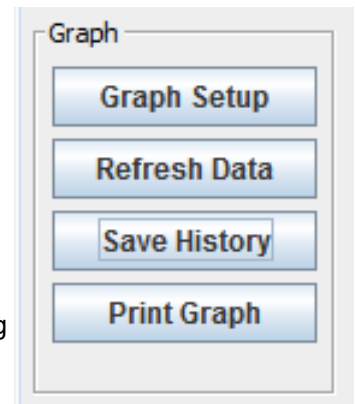 Graph
Graph Setup
Refresh Data
Save History
g
Print Graph